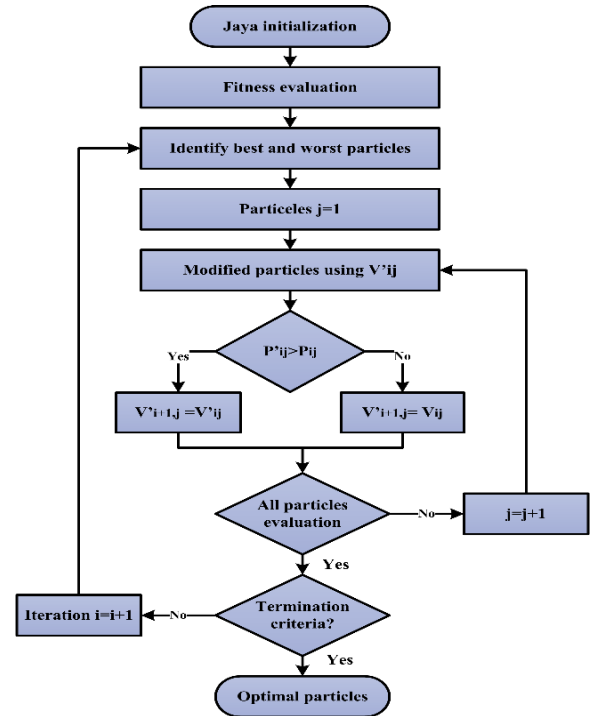 Jaya initialization
Fitness evaluation
Identify best and worst particles
Particeles j=1
Modified particles using V'ij
P'ij>Pij
Yes
No
V'i+1,j =V'ij
V'i+1,j= Vij
All particles
evaluation
No
j=j+1
Yes
Iteration i=i+1
No
Termination
criteria?
Yes
Optimal particles